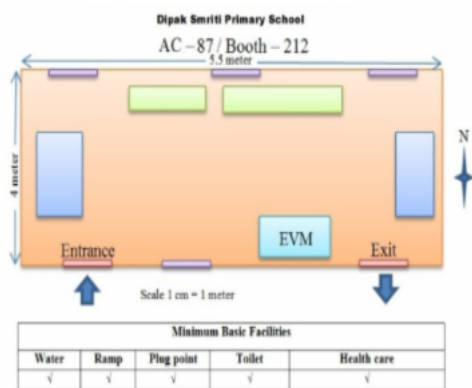 Dipak Smriti Primary School
AC – 87 / Booth – 212
5.5 meter
4 meter
N
EVM
Entrance
Exit
Scale 1 cm = 1 meter
Minimum Basic Facilities
Water Ramp Plug point Toilet Health care
√ √ √ √ √